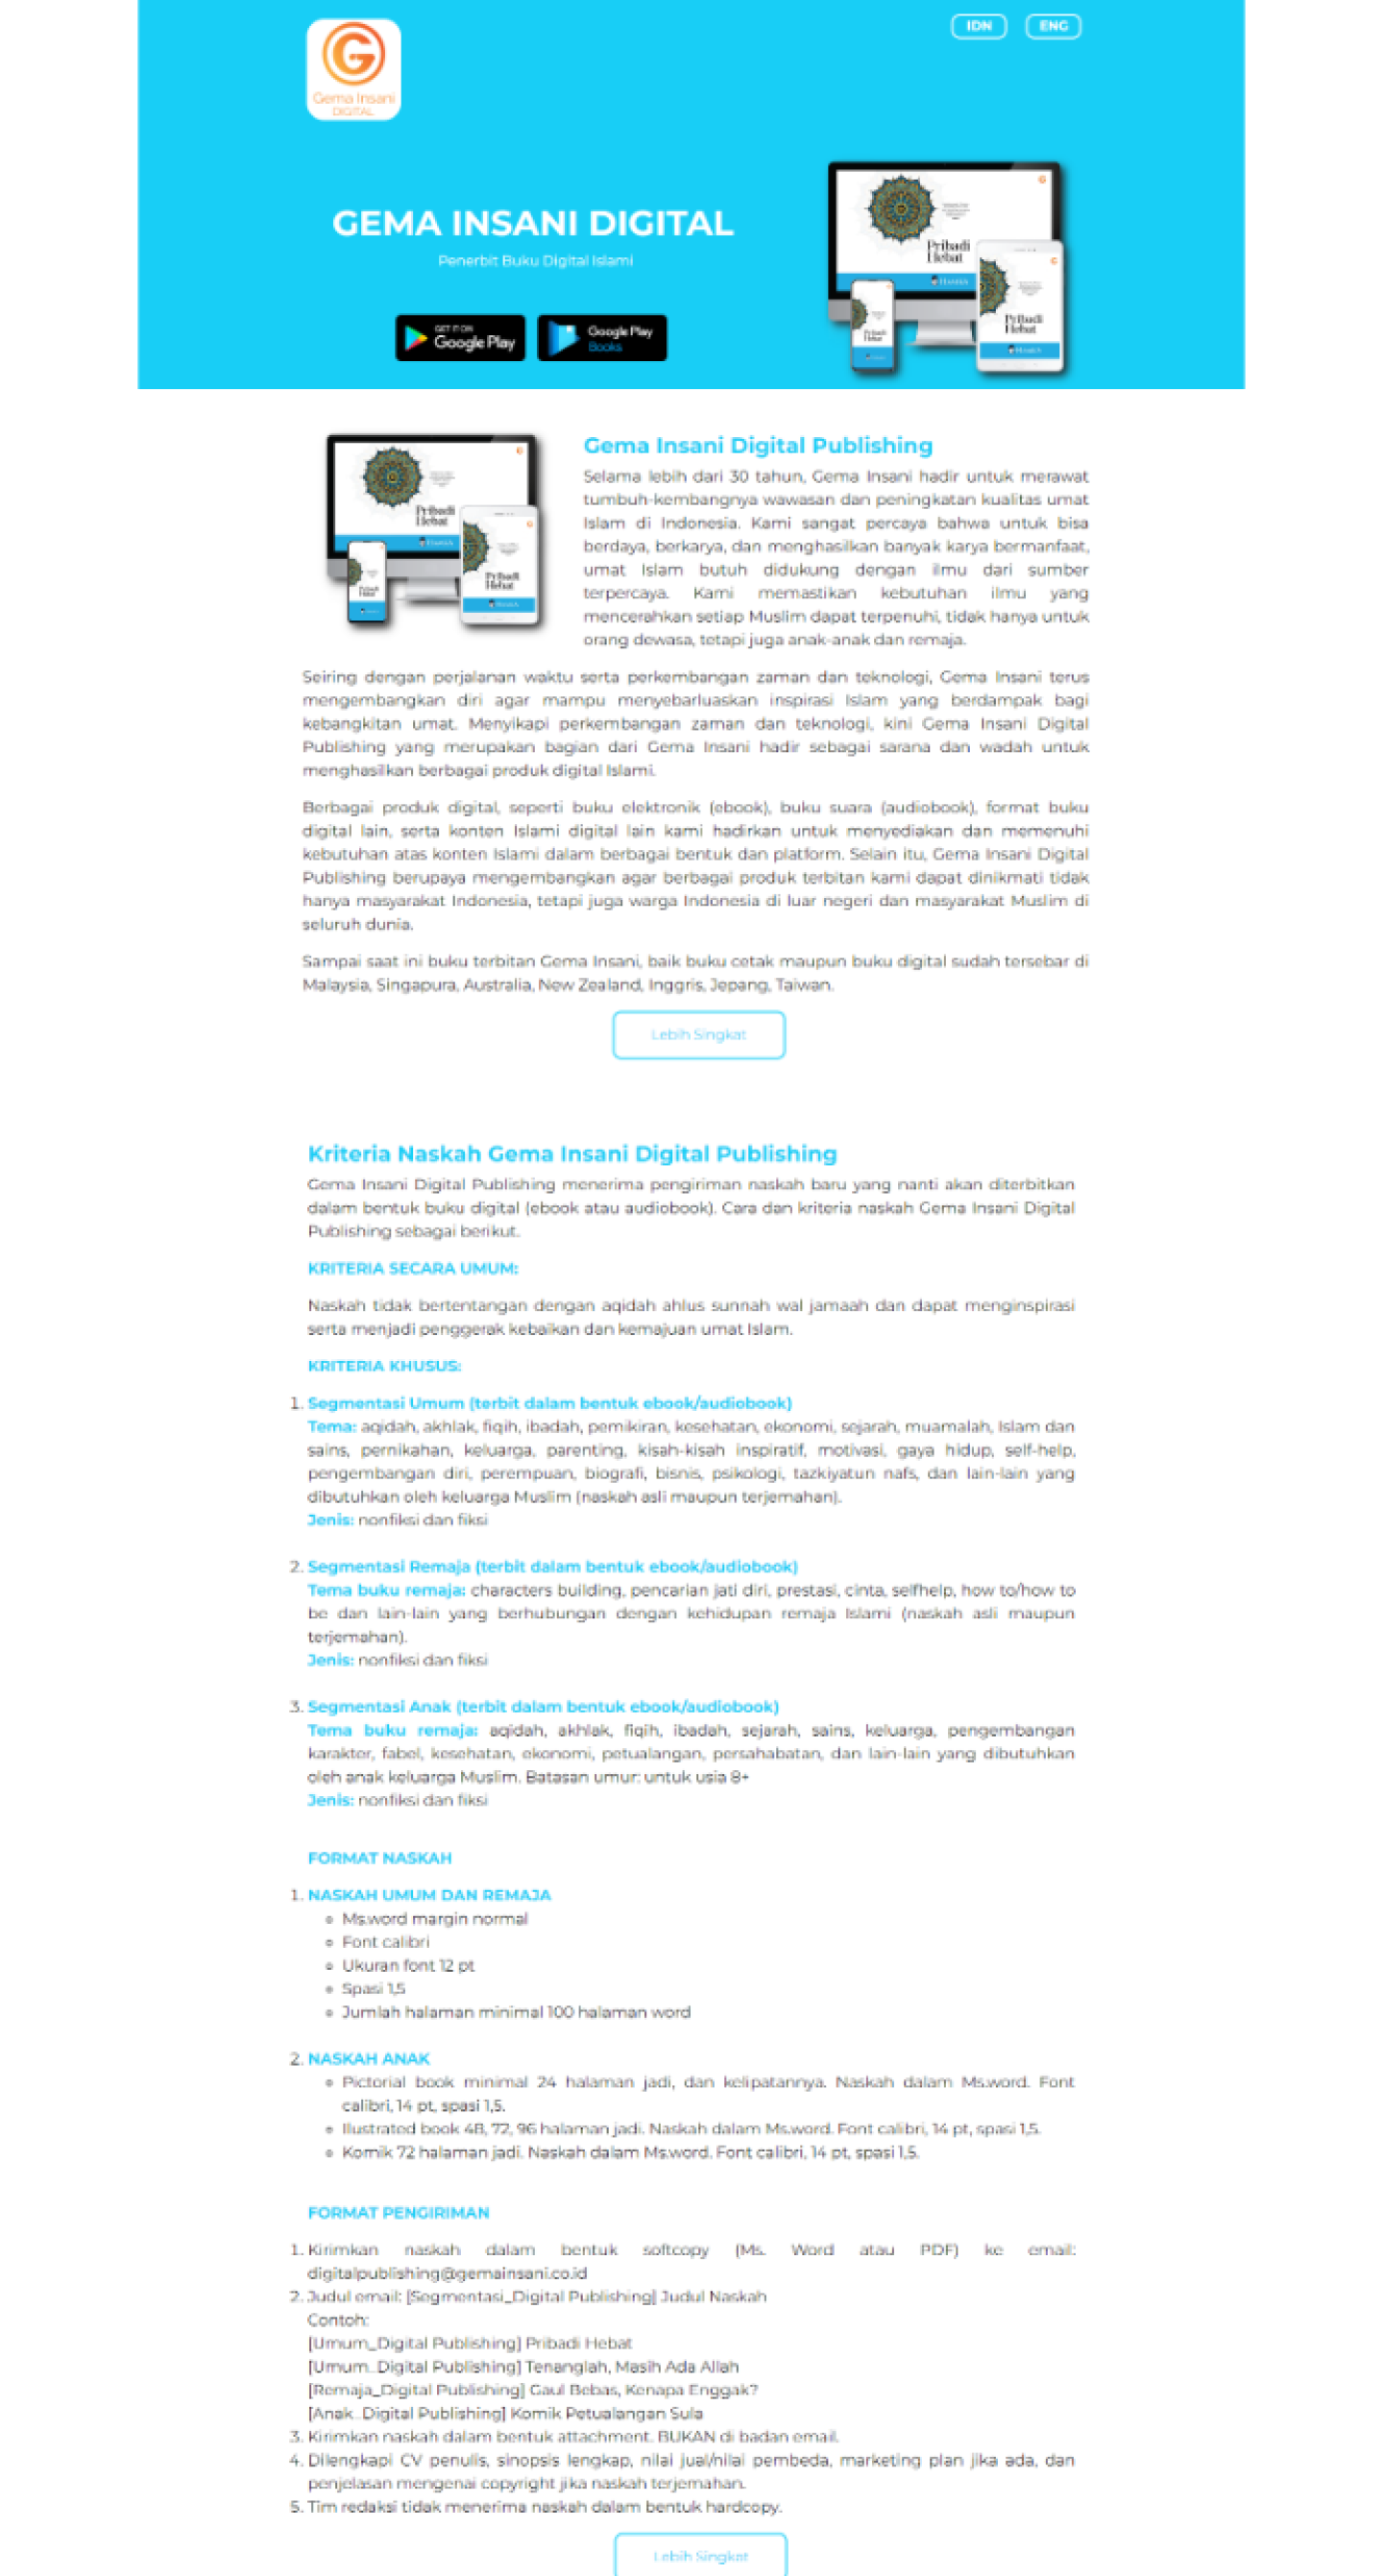 IDN ENG
Gema Insani
DIGITAL
GEMA INSANI DIGITAL
Penerbit Buku Digital Islami
GET IT ON
Google Play
Google Play
Books
Pribadi
Hebat
HAMKA
Pribadi
Hebat
HAMKA
Gema Insani Digital Publishing
Selama lebih dari 30 tahun, Gema Insani hadir untuk merawat
tumbuh-kembangnya wawasan dan peningkatan kualitas umat
Islam di Indonesia. Kami sangat percaya bahwa untuk bisa
berdaya, berkarya, dan menghasilkan banyak karya bermanfaat,
umat Islam butuh didukung dengan ilmu dari sumber
terpercaya. Kami memastikan kebutuhan ilmu yang
mencerahkan setiap Muslim dapat terpenuhi, tidak hanya untuk
orang dewasa, tetapi juga anak-anak dan remaja.
Pribadi
Hebat
HAMKA
Pribadi
Hebat
Pribadi
Hebat
HAMKA
Seiring dengan perjalanan waktu serta perkembangan zaman dan teknologi, Gema Insani terus
mengembangkan diri agar mampu menyebarluaskan inspirasi Islam yang berdampak bagi
kebangkitan umat. Menyikapi perkembangan zaman dan teknologi, kini Gema Insani Digital
Publishing yang merupakan bagian dari Gema Insani hadir sebagai sarana dan wadah untuk
menghasilkan berbagai produk digital Islami.
Berbagai produk digital, seperti buku elektronik (ebook), buku suara (audiobook), format buku
digital lain, serta konten Islami digital lain kami hadirkan untuk menyediakan dan memenuhi
kebutuhan atas konten Islami dalam berbagai bentuk dan platform. Selain itu, Gema Insani Digital
Publishing berupaya mengembangkan agar berbagai produk terbitan kami dapat dinikmati tidak
hanya masyarakat Indonesia, tetapi juga warga Indonesia di luar negeri dan masyarakat Muslim di
seluruh dunia.
Sampai saat ini buku terbitan Gema Insani, baik buku cetak maupun buku digital sudah tersebar di
Malaysia, Singapura, Australia, New Zealand, Inggris, Jepang, Taiwan.
Lebih Singkat
Kriteria Naskah Gema Insani Digital Publishing
Gema Insani Digital Publishing menerima pengiriman naskah baru yang nanti akan diterbitkan
dalam bentuk buku digital (ebook atau audiobook). Cara dan kriteria naskah Gema Insani Digital
Publishing sebagai berikut.
KRITERIA SECARA UMUM:
Naskah tidak bertentangan dengan aqidah ahlus sunnah wal jamaah dan dapat menginspirasi
serta menjadi penggerak kebaikan dan kemajuan umat Islam.
KRITERIA KHUSUS:
1. Segmentasi Umum (terbit dalam bentuk ebook/audiobook)
Tema: aqidah, akhlak, fiqih, ibadah, pemikiran, kesehatan, ekonomi, sejarah, muamalah, Islam dan
sains, pernikahan, keluarga, parenting, kisah-kisah inspiratif, motivasi, gaya hidup, self-help,
pengembangan diri, perempuan, biografi, bisnis, psikologi, tazkiyatun nafs, dan lain-lain yang
dibutuhkan oleh keluarga Muslim (naskah asli maupun terjemahan).
Jenis: nonfiksi dan fiksi
2. Segmentasi Remaja (terbit dalam bentuk ebook/audiobook)
Tema buku remaja: characters building, pencarian jati diri, prestasi, cinta, selfhelp, how to/how to
be dan lain-lain yang berhubungan dengan kehidupan remaja Islami (naskah asli maupun
terjemahan).
Jenis: nonfiksi dan fiksi
3. Segmentasi Anak (terbit dalam bentuk ebook/audiobook)
Tema buku remaja: aqidah, akhlak, fiqih, ibadah, sejarah, sains, keluarga, pengembangan
karakter, fabel, kesehatan, ekonomi, petualangan, persahabatan, dan lain-lain yang dibutuhkan
oleh anak keluarga Muslim. Batasan umur: untuk usia 8+
Jenis: nonfiksi dan fiksi
FORMAT NASKAH
1. NASKAH UMUM DAN REMAJA
Ms.word margin normal
Font calibri
Ukuran font 12 pt
Spasi 1,5
Jumlah halaman minimal 100 halaman word
2. NASKAH ANAK
Pictorial book minimal 24 halaman jadi, dan kelipatannya. Naskah dalam Ms.word. Font
calibri, 14 pt, spasi 1,5.
Ilustrated book 48, 72, 96 halaman jadi. Naskah dalam Ms.word. Font calibri, 14 pt, spasi 1,5.
Komik 72 halaman jadi. Naskah dalam Ms.word. Font calibri, 14 pt, spasi 1,5.
FORMAT PENGIRIMAN
1. Kirimkan naskah dalam bentuk softcopy (Ms. Word atau PDF) ke email:
digitalpublishing@gemainsani.co.id
2. Judul email: [Segmentasi_Digital Publishing] Judul Naskah
Contoh:
[Umum_Digital Publishing] Pribadi Hebat
[Umum_Digital Publishing] Tenanglah, Masih Ada Allah
[Remaja_Digital Publishing] Gaul Bebas, Kenapa Enggak?
[Anak_Digital Publishing] Komik Petualangan Sula
3. Kirimkan naskah dalam bentuk attachment. BUKAN di badan email.
4. Dilengkapi CV penulis, sinopsis lengkap, nilai jual/nilai pembeda, marketing plan jika ada, dan
penjelasan mengenai copyright jika naskah terjemahan.
5. Tim redaksi tidak menerima naskah dalam bentuk hardcopy.
Lebih Singkat